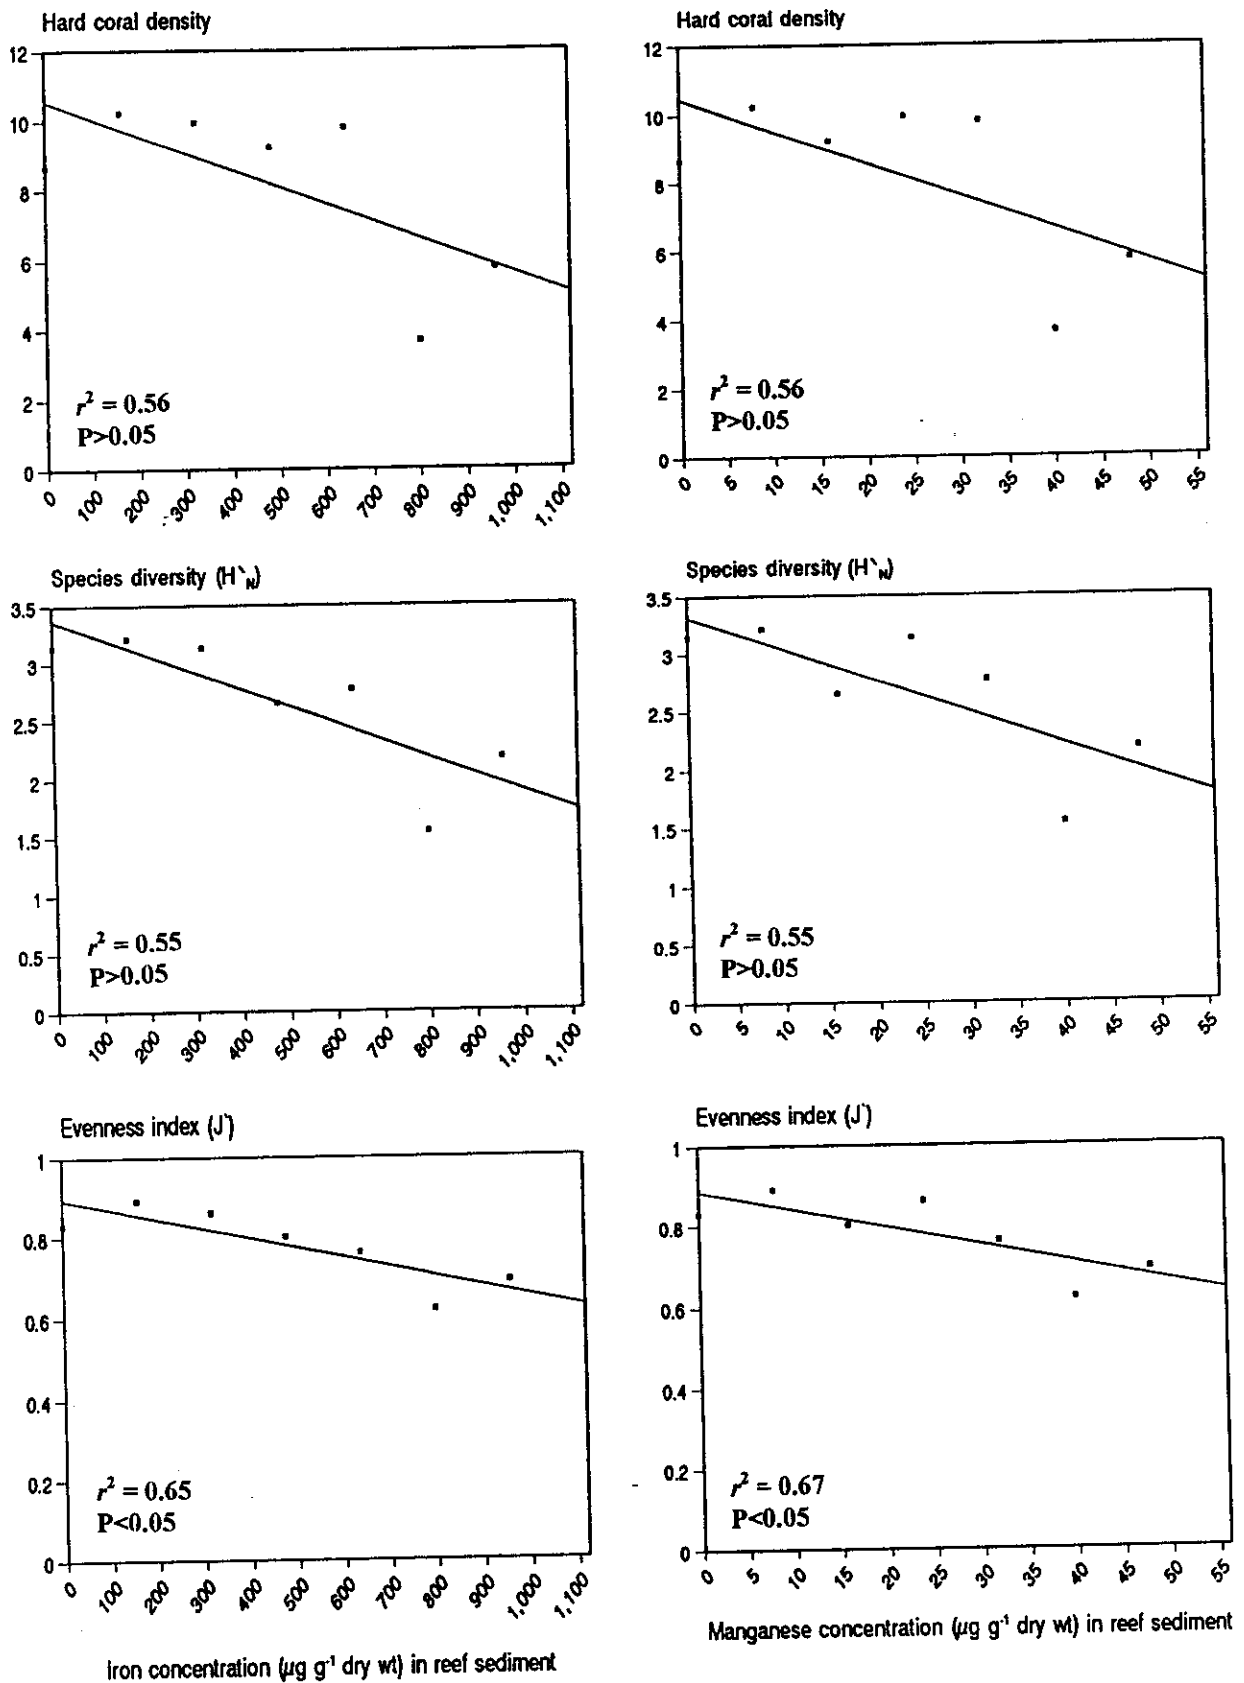 Hard coral density
12
10
8
6
4
2
0
r² = 0.56
P>0.05
0 100 200 300 400 500 600 700 800 900 1,000 1,100
Hard coral density
12
10
8
6
4
2
0
r² = 0.56
P>0.05
0 5 10 15 20 25 30 35 40 45 50 55
Species diversity (H`N)
3.5
3
2.5
2
1.5
1
0.5
0
r² = 0.55
P>0.05
0 100 200 300 400 500 600 700 800 900 1,000 1,100
Species diversity (H`N)
3.5
3
2.5
2
1.5
1
0.5
0
r² = 0.55
P>0.05
0 5 10 15 20 25 30 35 40 45 50 55
Evenness index (J`)
1
0.8
0.6
0.4
0.2
0
r² = 0.65
P<0.05
0 100 200 300 400 500 600 700 800 900 1,000 1,100
Iron concentration (µg g⁻¹ dry wt) in reef sediment
Evenness index (J`)
1
0.8
0.6
0.4
0.2
0
r² = 0.67
P<0.05
0 5 10 15 20 25 30 35 40 45 50 55
Manganese concentration (µg g⁻¹ dry wt) in reef sediment